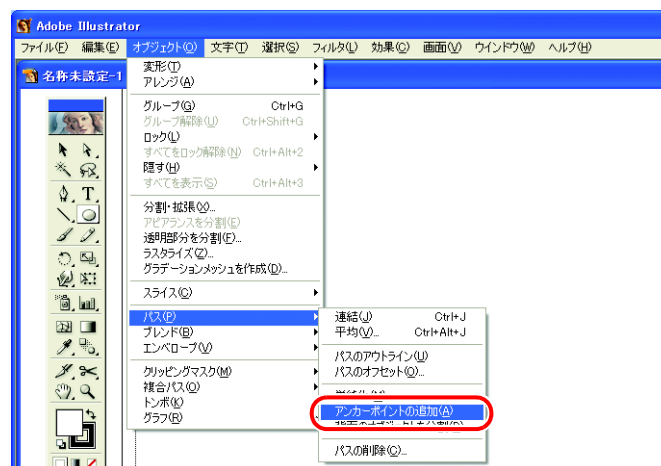 Adobe Illustrator
ファイル(F) 編集(E) オブジェクト(O) 文字(T) 選択(S) フィルタ(L) 効果(C) 画面(V) ウインドウ(W) ヘルプ(H)
名称未設定-1
変形(T)
アレンジ(A)
グループ(G) Ctrl+G
グループ解除(U) Ctrl+Shift+G
ロック(L)
すべてをロック解除(N) Ctrl+Alt+2
隠す(H)
すべてを表示(S) Ctrl+Alt+3
分割・拡張(X)...
アピアランスを分割(E)
透明部分を分割(F)...
ラスタライズ(Z)...
グラデーションメッシュを作成(D)...
スライス(C)
パス(P)
ブレンド(B)
エンベロープ(V)
クリッピングマスク(M)
複合パス(O)
トンボ(K)
グラフ(R)
連結(J) Ctrl+J
平均(V)... Ctrl+Alt+J
パスのアウトライン(U)
パスのオフセット(O)...
アンカーポイントの追加(A)
パスの削除(C)...